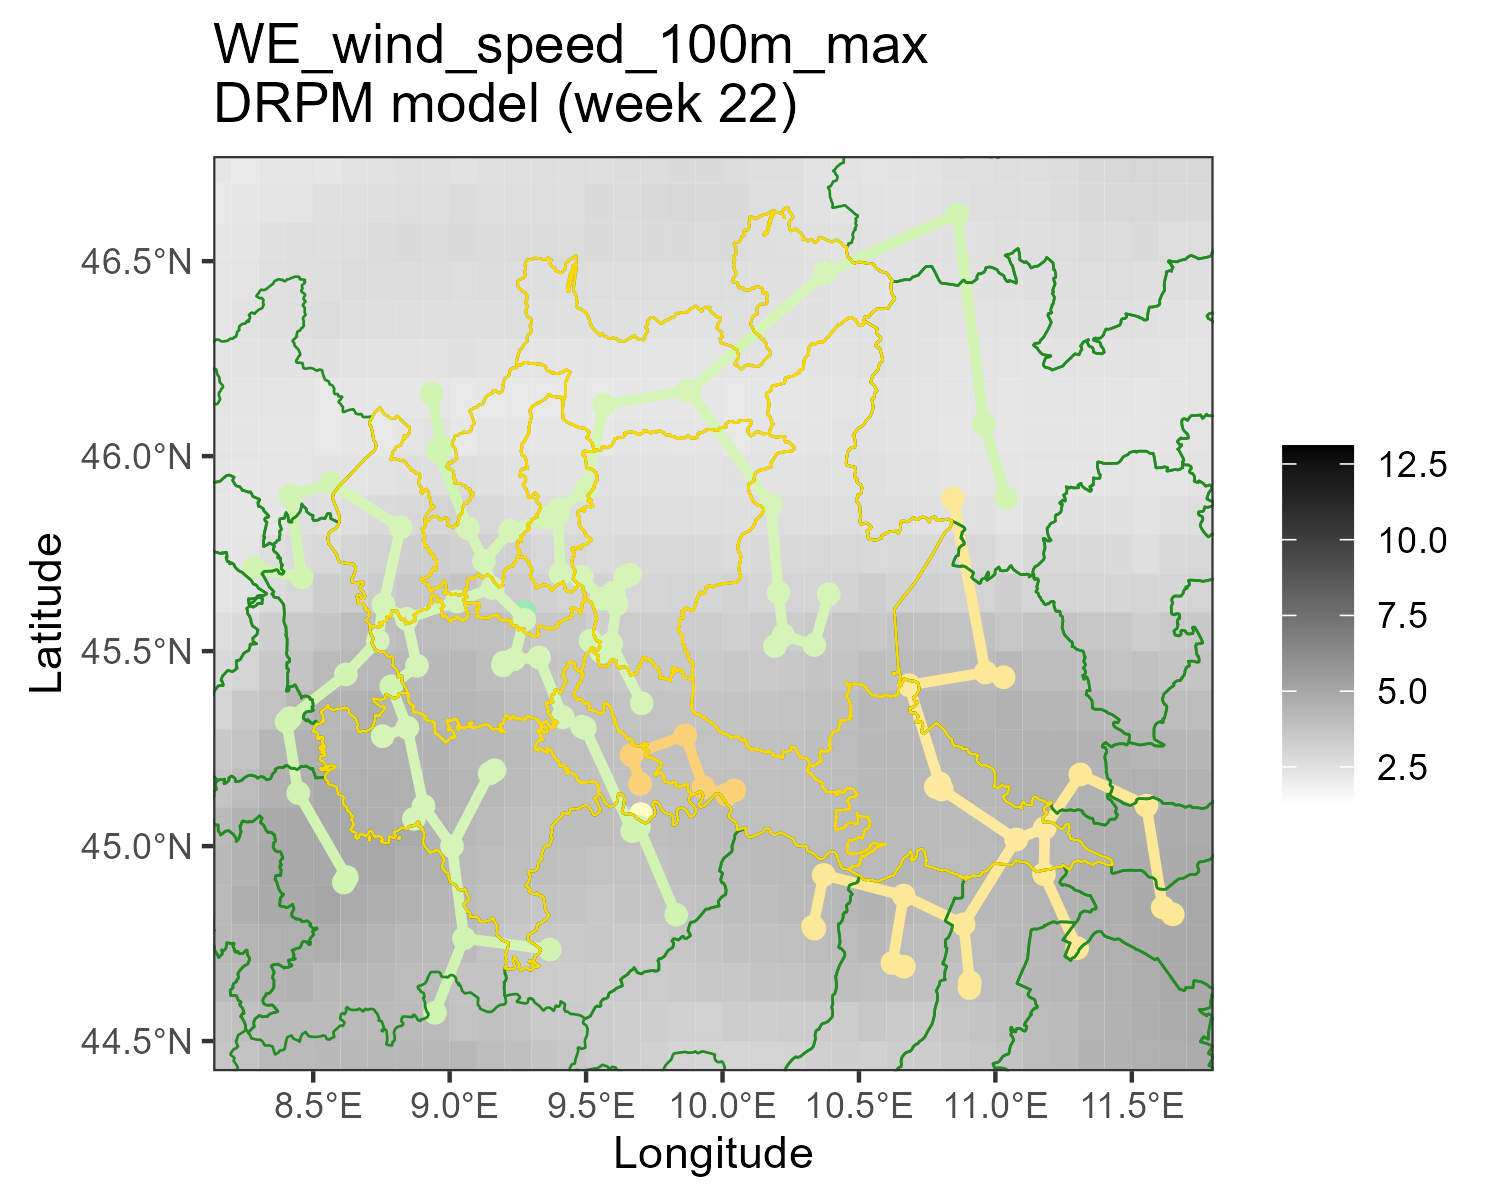 WE_wind_speed_100m_max
DRPM model (week 22)
46.5°N
46.0°N
45.5°N
45.0°N
44.5°N
Latitude
8.5°E
9.0°E
9.5°E
10.0°E
10.5°E
11.0°E
11.5°E
Longitude
12.5
10.0
7.5
5.0
2.5